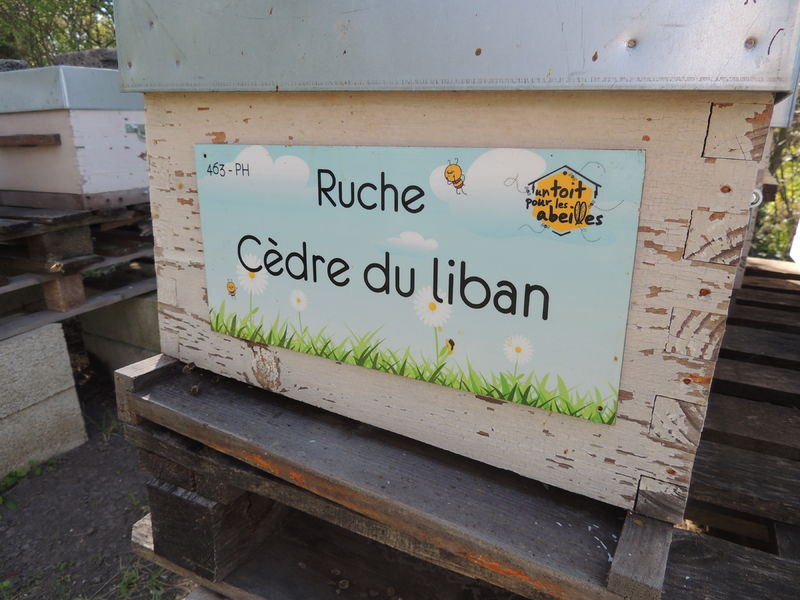 463 - PH
Ruche
un toit
pour les
abeilles
Cèdre du liban